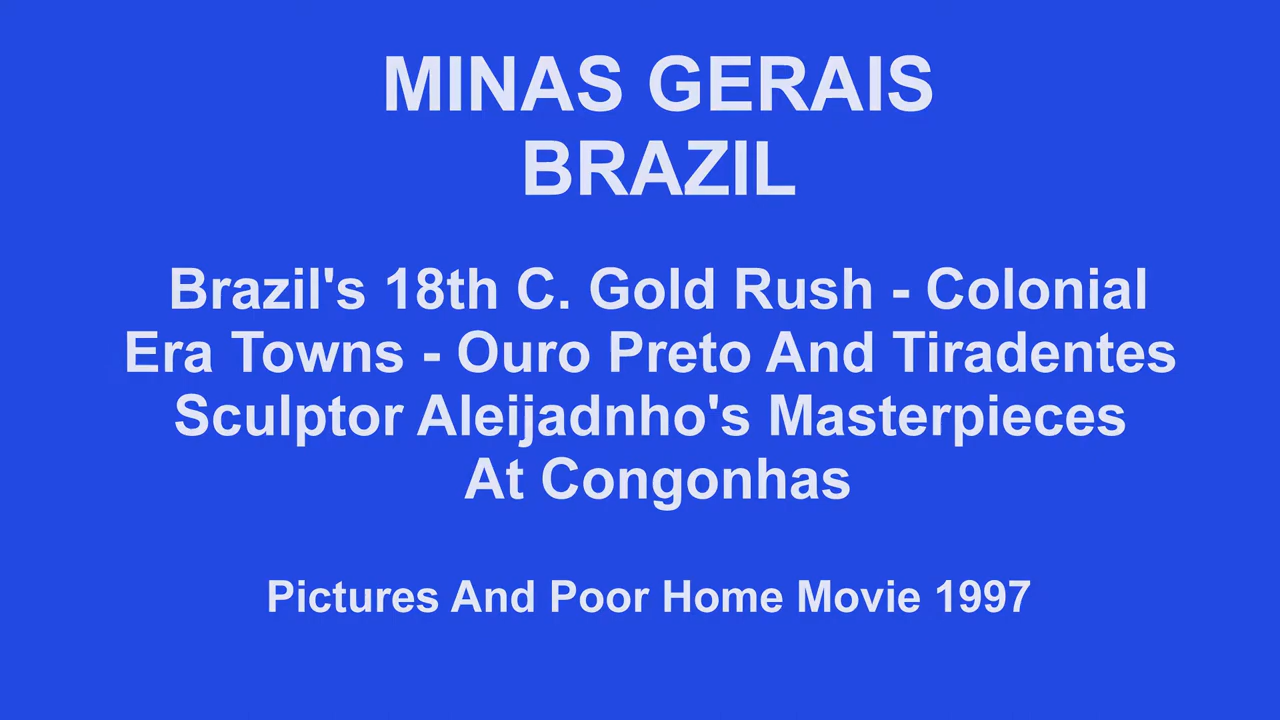 MINAS GERAIS
BRAZIL
Brazil's 18th C. Gold Rush - Colonial
Era Towns - Ouro Preto And Tiradentes
Sculptor Aleijadnho's Masterpieces
At Congonhas
Pictures And Poor Home Movie 1997